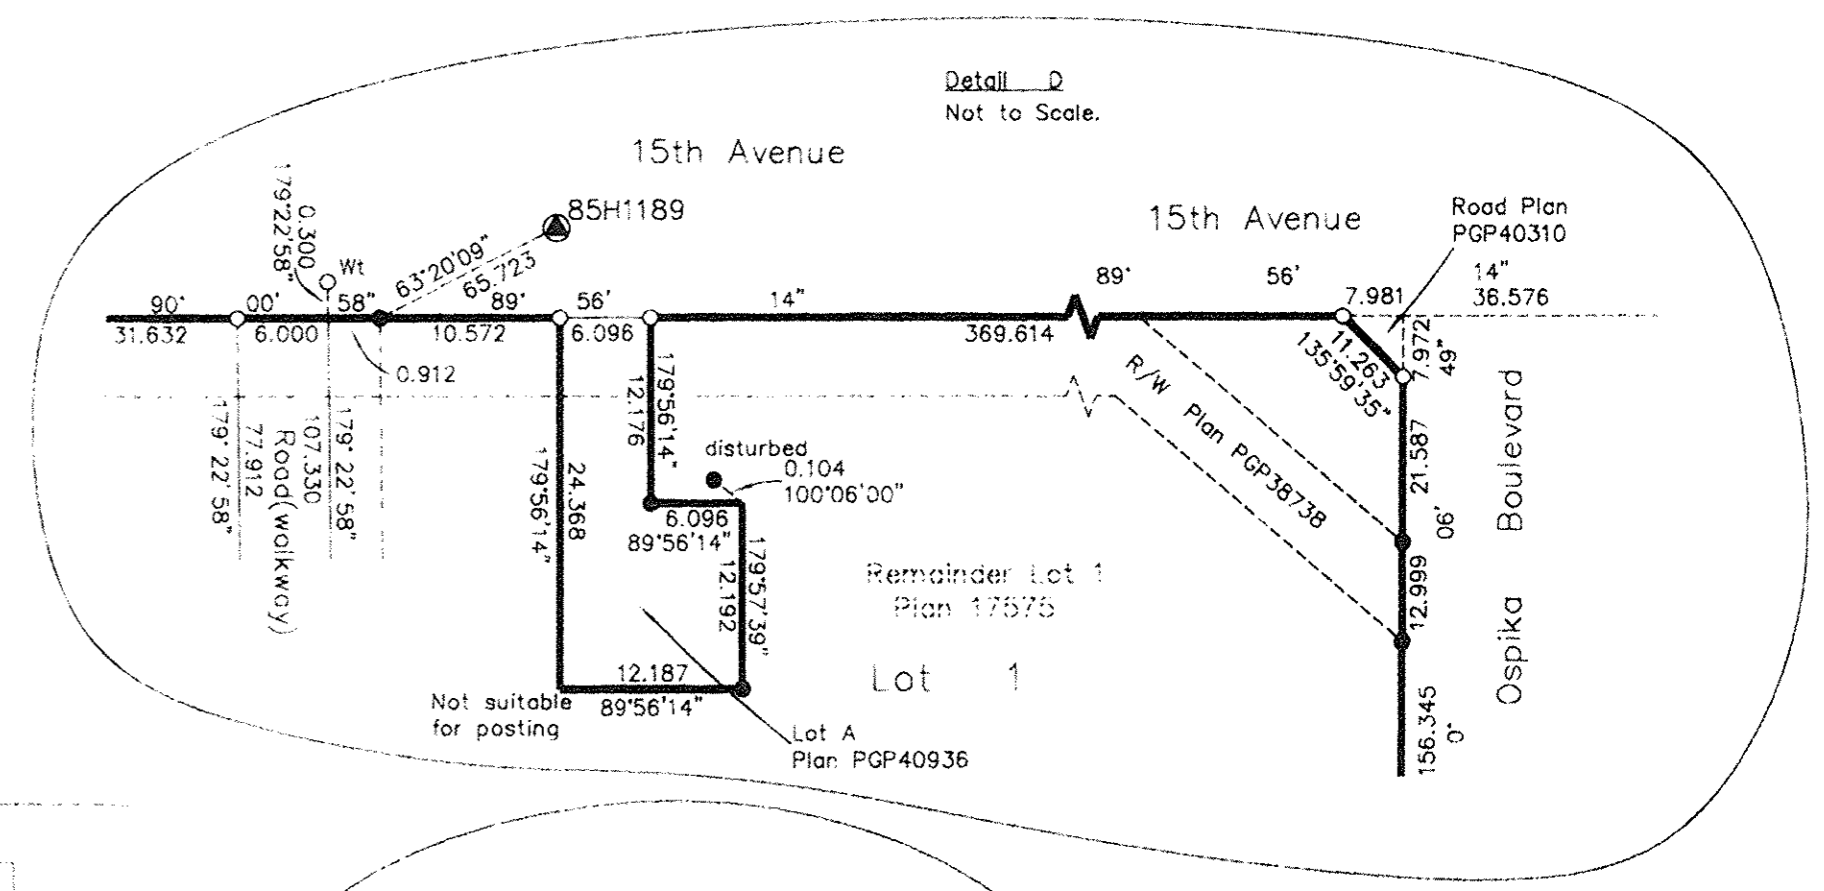 Detail D
Not to Scale.
15th Avenue
85H1189
15th Avenue
Road Plan
PGP40310
179°22'58"
0.300
Wt
63°20'09"
65.723
90° 00' 58" 89° 56' 14" 89° 56' 14"
31.632 6.000 10.572 6.096 369.614 7.981 36.576
0.912
11.263
135°59'35"
7.972
49"
179° 22' 58"
77.912
Road(walkway)
107.330
179° 22' 58"
179°56'14"
24.368
12.176
179°56'14"
disturbed
0.104
100°06'00"
6.096
89°56'14"
12.192
179°57'39"
R/W Plan PGP38738
21.587
06'
12.999
156.345
0°
Ospika Boulevard
Remainder Lot 1
Plan 17575
Lot 1
12.187
89°56'14"
Not suitable
for posting
Lot A
Plan PGP40936